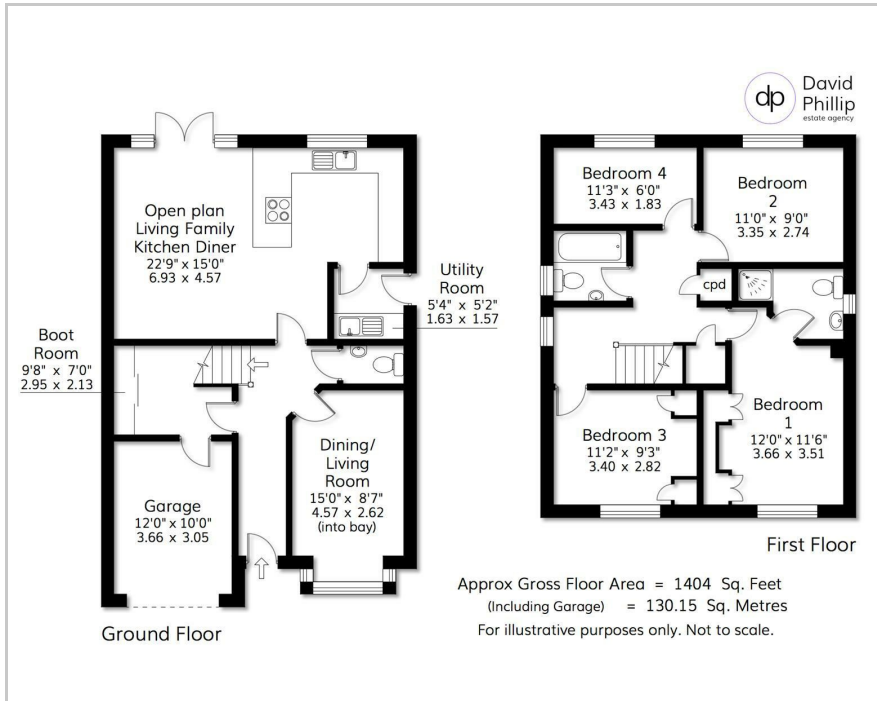 dp
David
Phillip
estate agency
Open plan
Living Family
Kitchen Diner
22'9" x 15'0"
6.93 x 4.57
Utility
Room
5'4" x 5'2"
1.63 x 1.57
Boot
Room
9'8" x 7'0"
2.95 x 2.13
Garage
12'0" x 10'0"
3.66 x 3.05
Dining/
Living
Room
15'0" x 8'7"
4.57 x 2.62
(into bay)
Ground Floor
Bedroom 4
11'3" x 6'0"
3.43 x 1.83
Bedroom
2
11'0" x 9'0"
3.35 x 2.74
cpd
Bedroom 3
11'2" x 9'3"
3.40 x 2.82
Bedroom
1
12'0" x 11'6"
3.66 x 3.51
First Floor
Approx Gross Floor Area = 1404 Sq. Feet
(Including Garage) = 130.15 Sq. Metres
For illustrative purposes only. Not to scale.